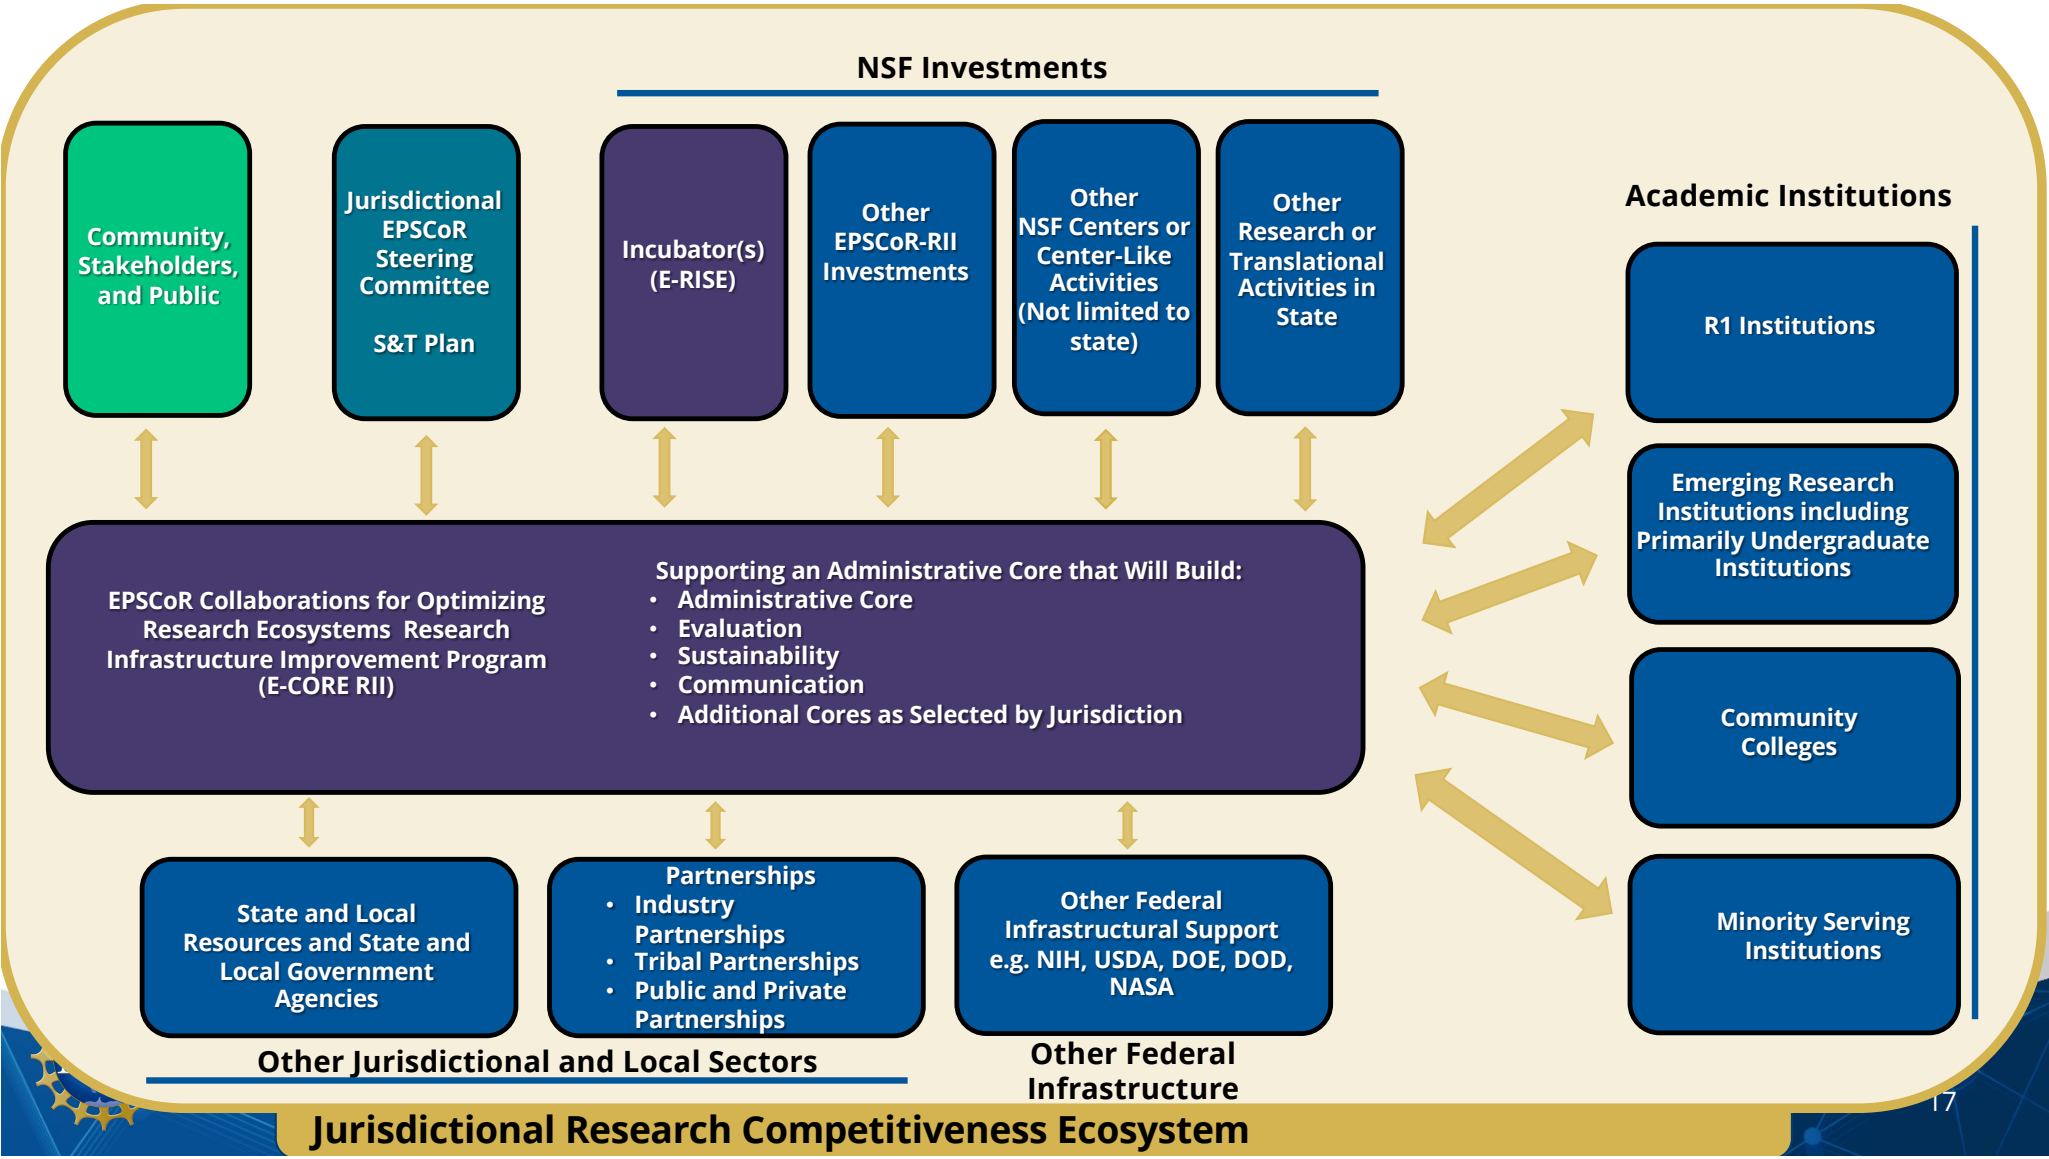 NSF Investments
Community,
Stakeholders,
and Public
Jurisdictional
EPSCoR
Steering
Committee
S&T Plan
Incubator(s)
(E-RISE)
Other
EPSCoR-RII
Investments
Other
NSF Centers or
Center-Like
Activities
(Not limited to
state)
Other
Research or
Translational
Activities in
State
Academic Institutions
R1 Institutions
Emerging Research
Institutions including
Primarily Undergraduate
Institutions
Community
Colleges
Minority Serving
Institutions
EPSCoR Collaborations for Optimizing
Research Ecosystems  Research
Infrastructure Improvement Program
(E-CORE RII)
Supporting an Administrative Core that Will Build:
• Administrative Core
• Evaluation
• Sustainability
• Communication
• Additional Cores as Selected by Jurisdiction
State and Local
Resources and State and
Local Government
Agencies
Partnerships
• Industry
Partnerships
• Tribal Partnerships
• Public and Private
Partnerships
Other Federal
Infrastructural Support
e.g. NIH, USDA, DOE, DOD,
NASA
Other Jurisdictional and Local Sectors
Other Federal
Infrastructure
Jurisdictional Research Competitiveness Ecosystem
17